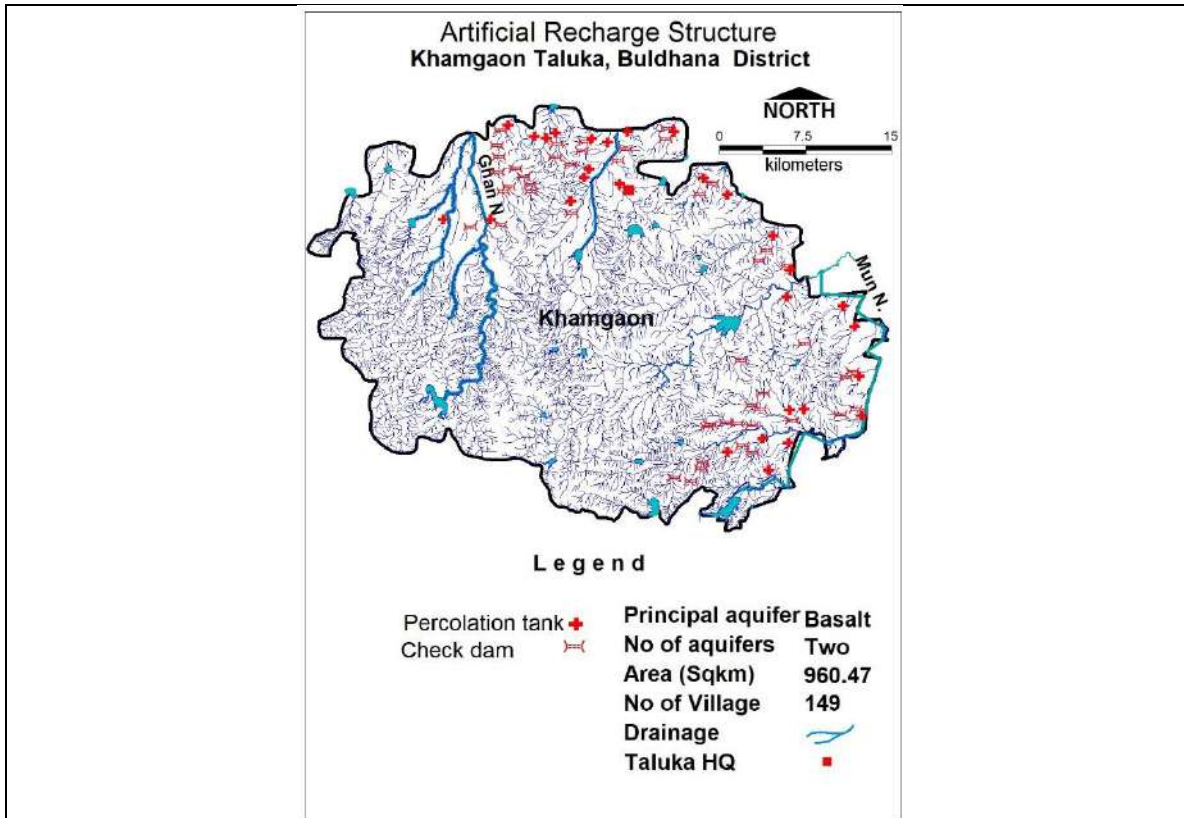 Artificial Recharge Structure
Khamgaon Taluka, Buldhana District
NORTH
0 7.5 15
kilometers
Ghan N.
Mun N.
Khamgaon
Legend
Percolation tank
Check dam
Principal aquifer Basalt
No of aquifers Two
Area (Sqkm) 960.47
No of Village 149
Drainage
Taluka HQ